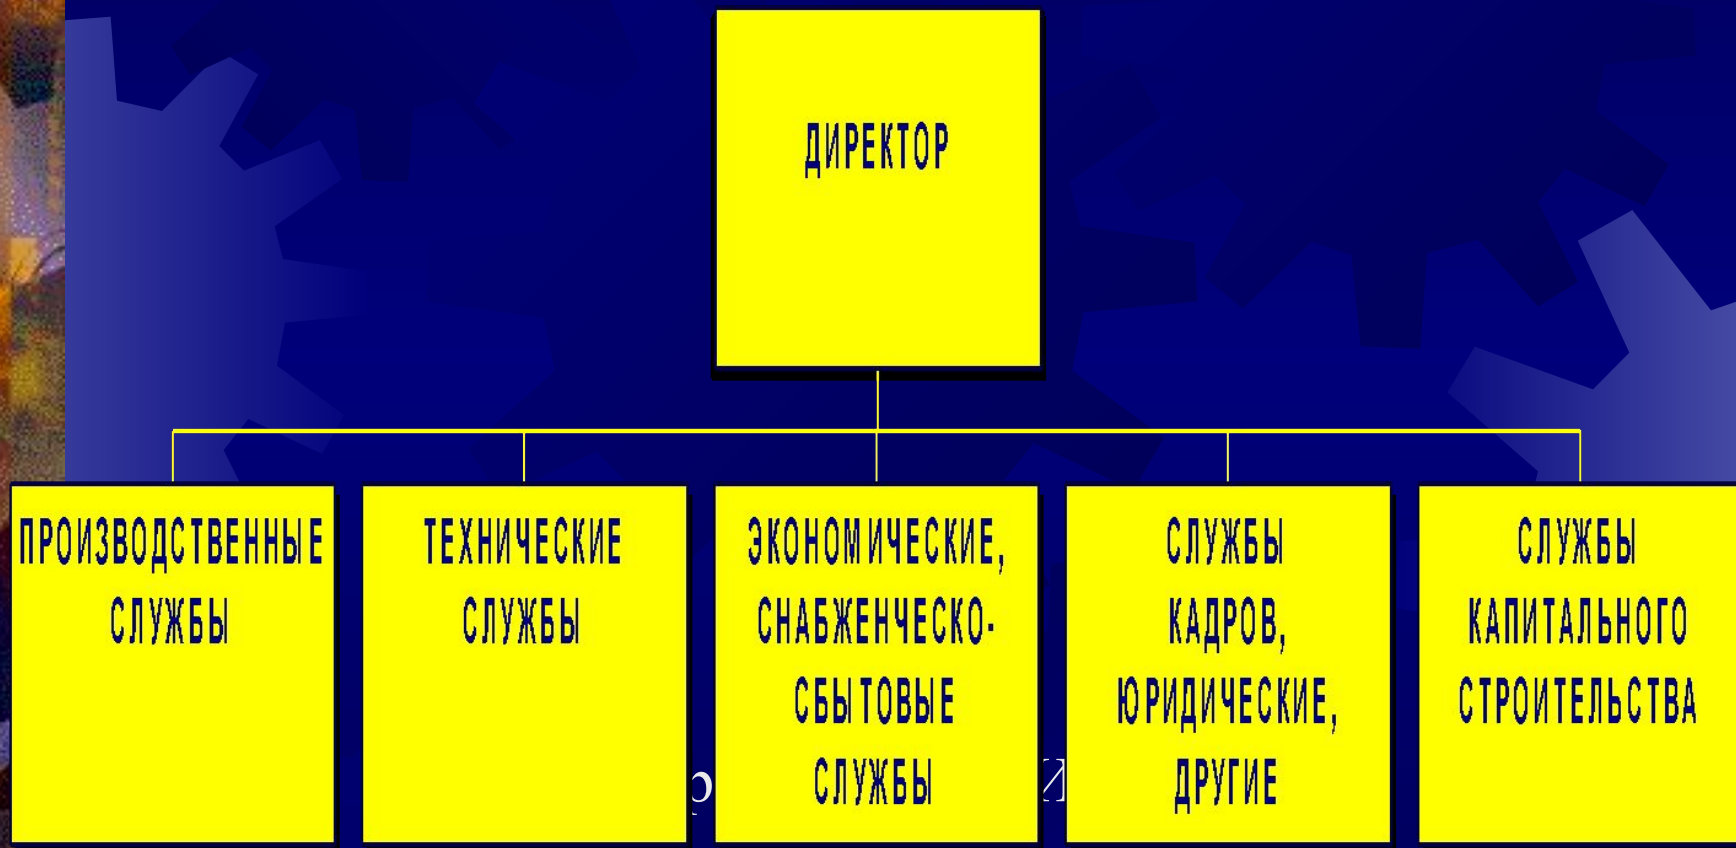 ДИРЕКТОР
ПРОИЗВОДСТВЕННЫЕ
СЛУЖБЫ
ТЕХНИЧЕСКИЕ
СЛУЖБЫ
ЭКОНОМИЧЕСКИЕ,
СНАБЖЕНЧЕСКО-
СБЫТОВЫЕ
СЛУЖБЫ
СЛУЖБЫ
КАДРОВ,
ЮРИДИЧЕСКИЕ,
ДРУГИЕ
СЛУЖБЫ
КАПИТАЛЬНОГО
СТРОИТЕЛЬСТВА